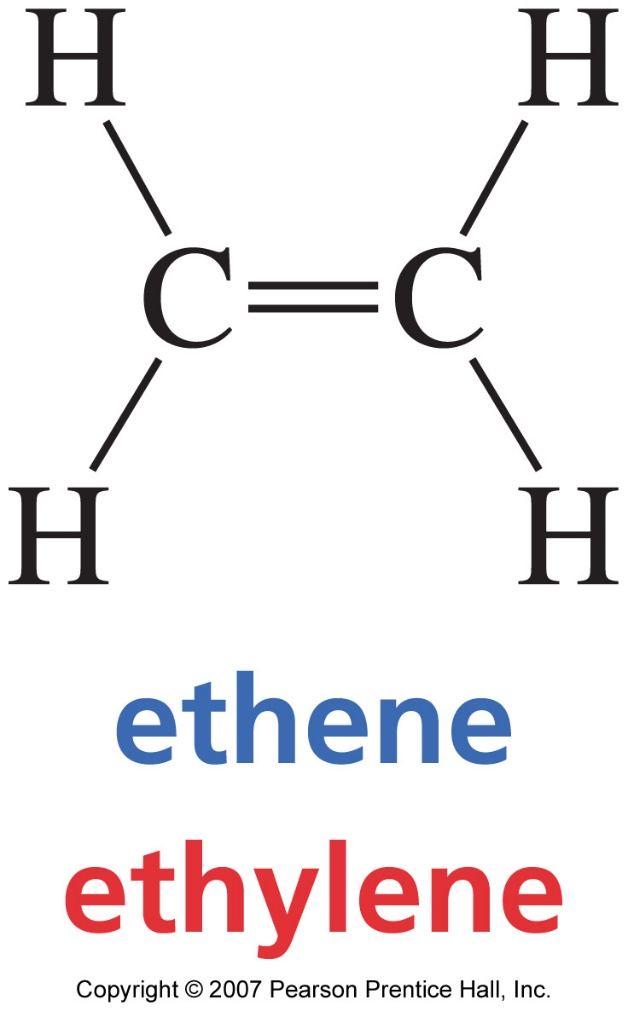 H H
C=C
H H
ethene
ethylene
Copyright © 2007 Pearson Prentice Hall, Inc.